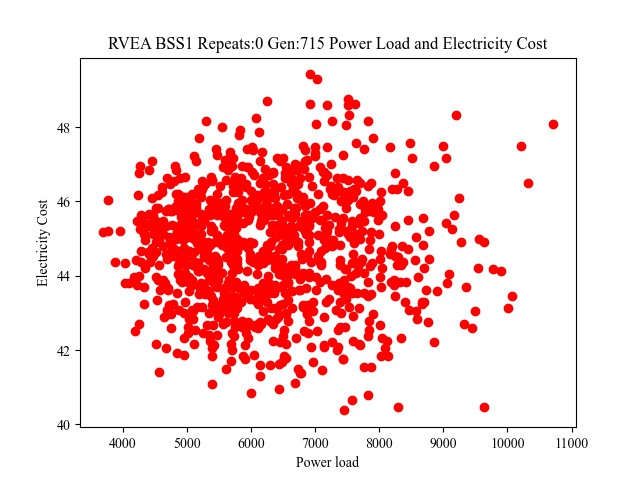 RVEA BSS1 Repeats:0 Gen:715 Power Load and Electricity Cost
48
46
44
42
40
Electricity Cost
4000 5000 6000 7000 8000 9000 10000 11000
Power load